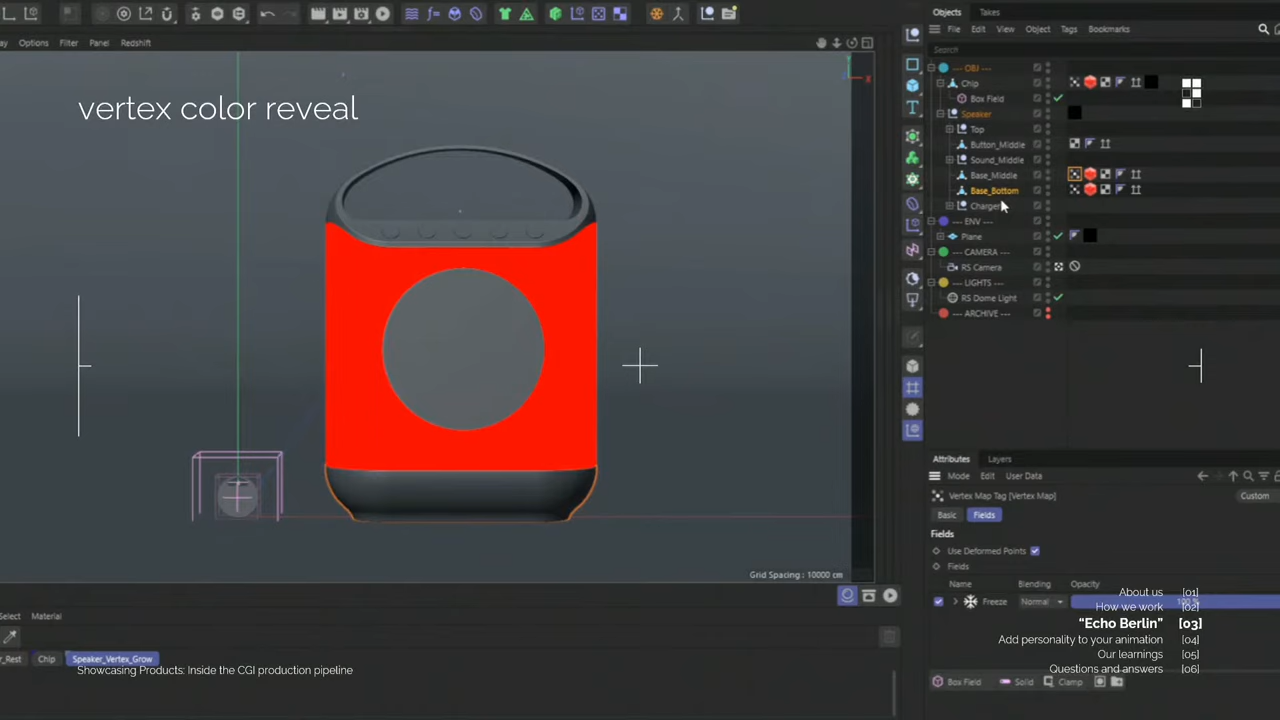 Objects Takes
File Edit View Object Tags Bookmarks
Options Filter Panel Redshift
Search
--- OBJ ---
Chip
Box Field
Speaker
Top
Button_Middle
Sound_Middle
Base_Middle
Base_Bottom
Charger
--- ENV ---
Plane
--- CAMERA ---
RS Camera
--- LIGHTS ---
RS Dome Light
--- ARCHIVE ---
vertex color reveal
Grid Spacing : 10000 cm
Attributes Layers
Mode Edit User Data
Vertex Map Tag [Vertex Map] Custom
Basic Fields
Fields
Use Deformed Points
Fields
Name Blending Opacity
Freeze Normal
Box Field Solid Clamp
Select Material
Chip Speaker_Vertex_Grow
Showcasing Products: Inside the CGI production pipeline
About us [01]
How we work [02]
“Echo Berlin” [03]
Add personality to your animation [04]
Our learnings [05]
Questions and answers [06]